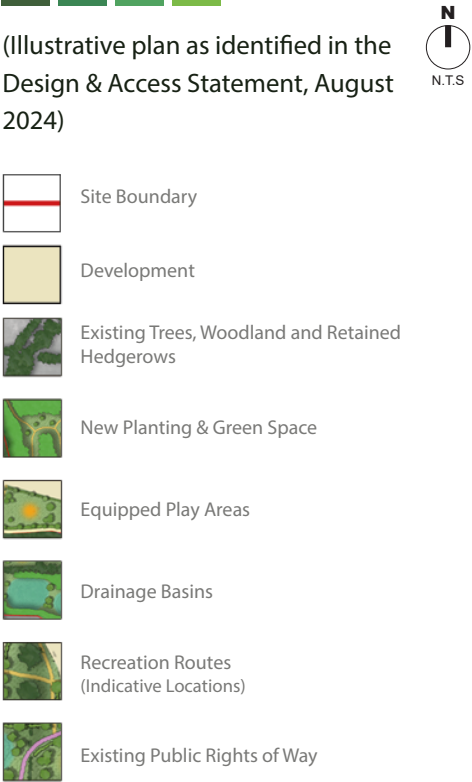 (Illustrative plan as identified in the
Design & Access Statement, August
2024)
N
N.T.S
Site Boundary
Development
Existing Trees, Woodland and Retained
Hedgerows
New Planting & Green Space
Equipped Play Areas
Drainage Basins
Recreation Routes
(Indicative Locations)
Existing Public Rights of Way